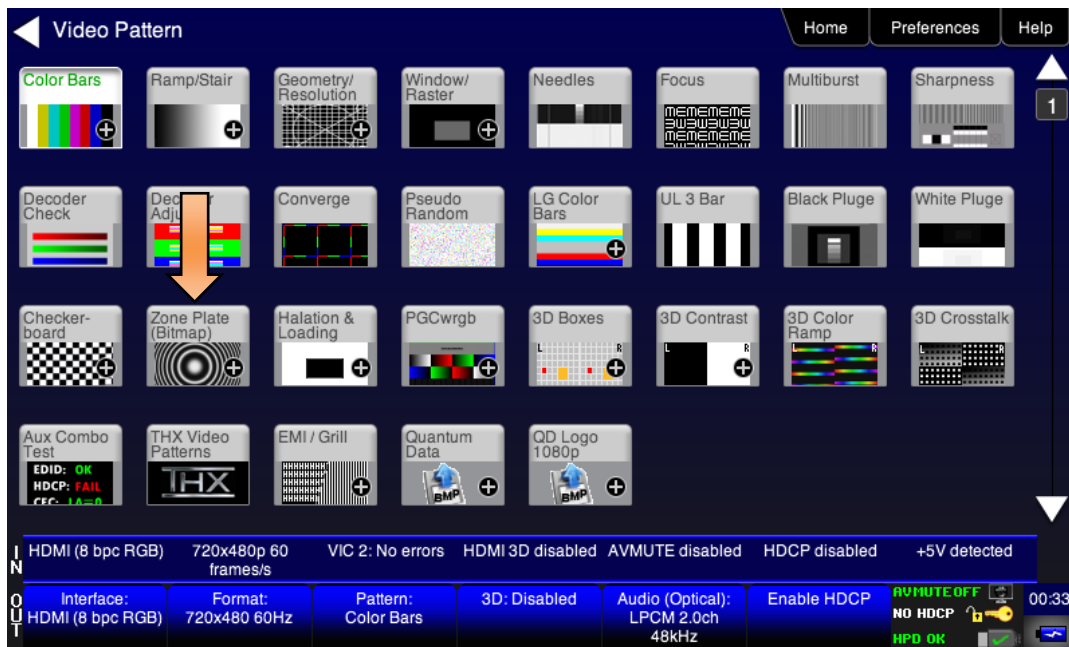 Video Pattern
Home
Preferences
Help
Color Bars
Ramp/Stair
Geometry/
Resolution
Window/
Raster
Needles
Focus
Multiburst
Sharpness
1
MEMEMEME
MEMEMEME
Decoder
Check
Converge
Pseudo
Random
LG Color
Bars
UL 3 Bar
Black Pluge
White Pluge
Checker-
board
Zone Plate
(Bitmap)
Halation &
Loading
PGCwrgb
3D Boxes
L R
3D Contrast
L R
3D Color
Ramp
L R
3D Crosstalk
L R
Aux Combo
Test
EDID: OK
HDCP: FAIL
CEC: LA=0
THX Video
Patterns
THX
EMI / Grill
Quantum
Data
BMP
QD Logo
1080p
BMP
IN
HDMI (8 bpc RGB)
720x480p 60
frames/s
VIC 2: No errors
HDMI 3D disabled
AVMUTE disabled
HDCP disabled
+5V detected
OUT
Interface:
HDMI (8 bpc RGB)
Format:
720x480 60Hz
Pattern:
Color Bars
3D: Disabled
Audio (Optical):
LPCM 2.0ch
48kHz
Enable HDCP
AVMUTE OFF
NO HDCP
HPD OK
00:33